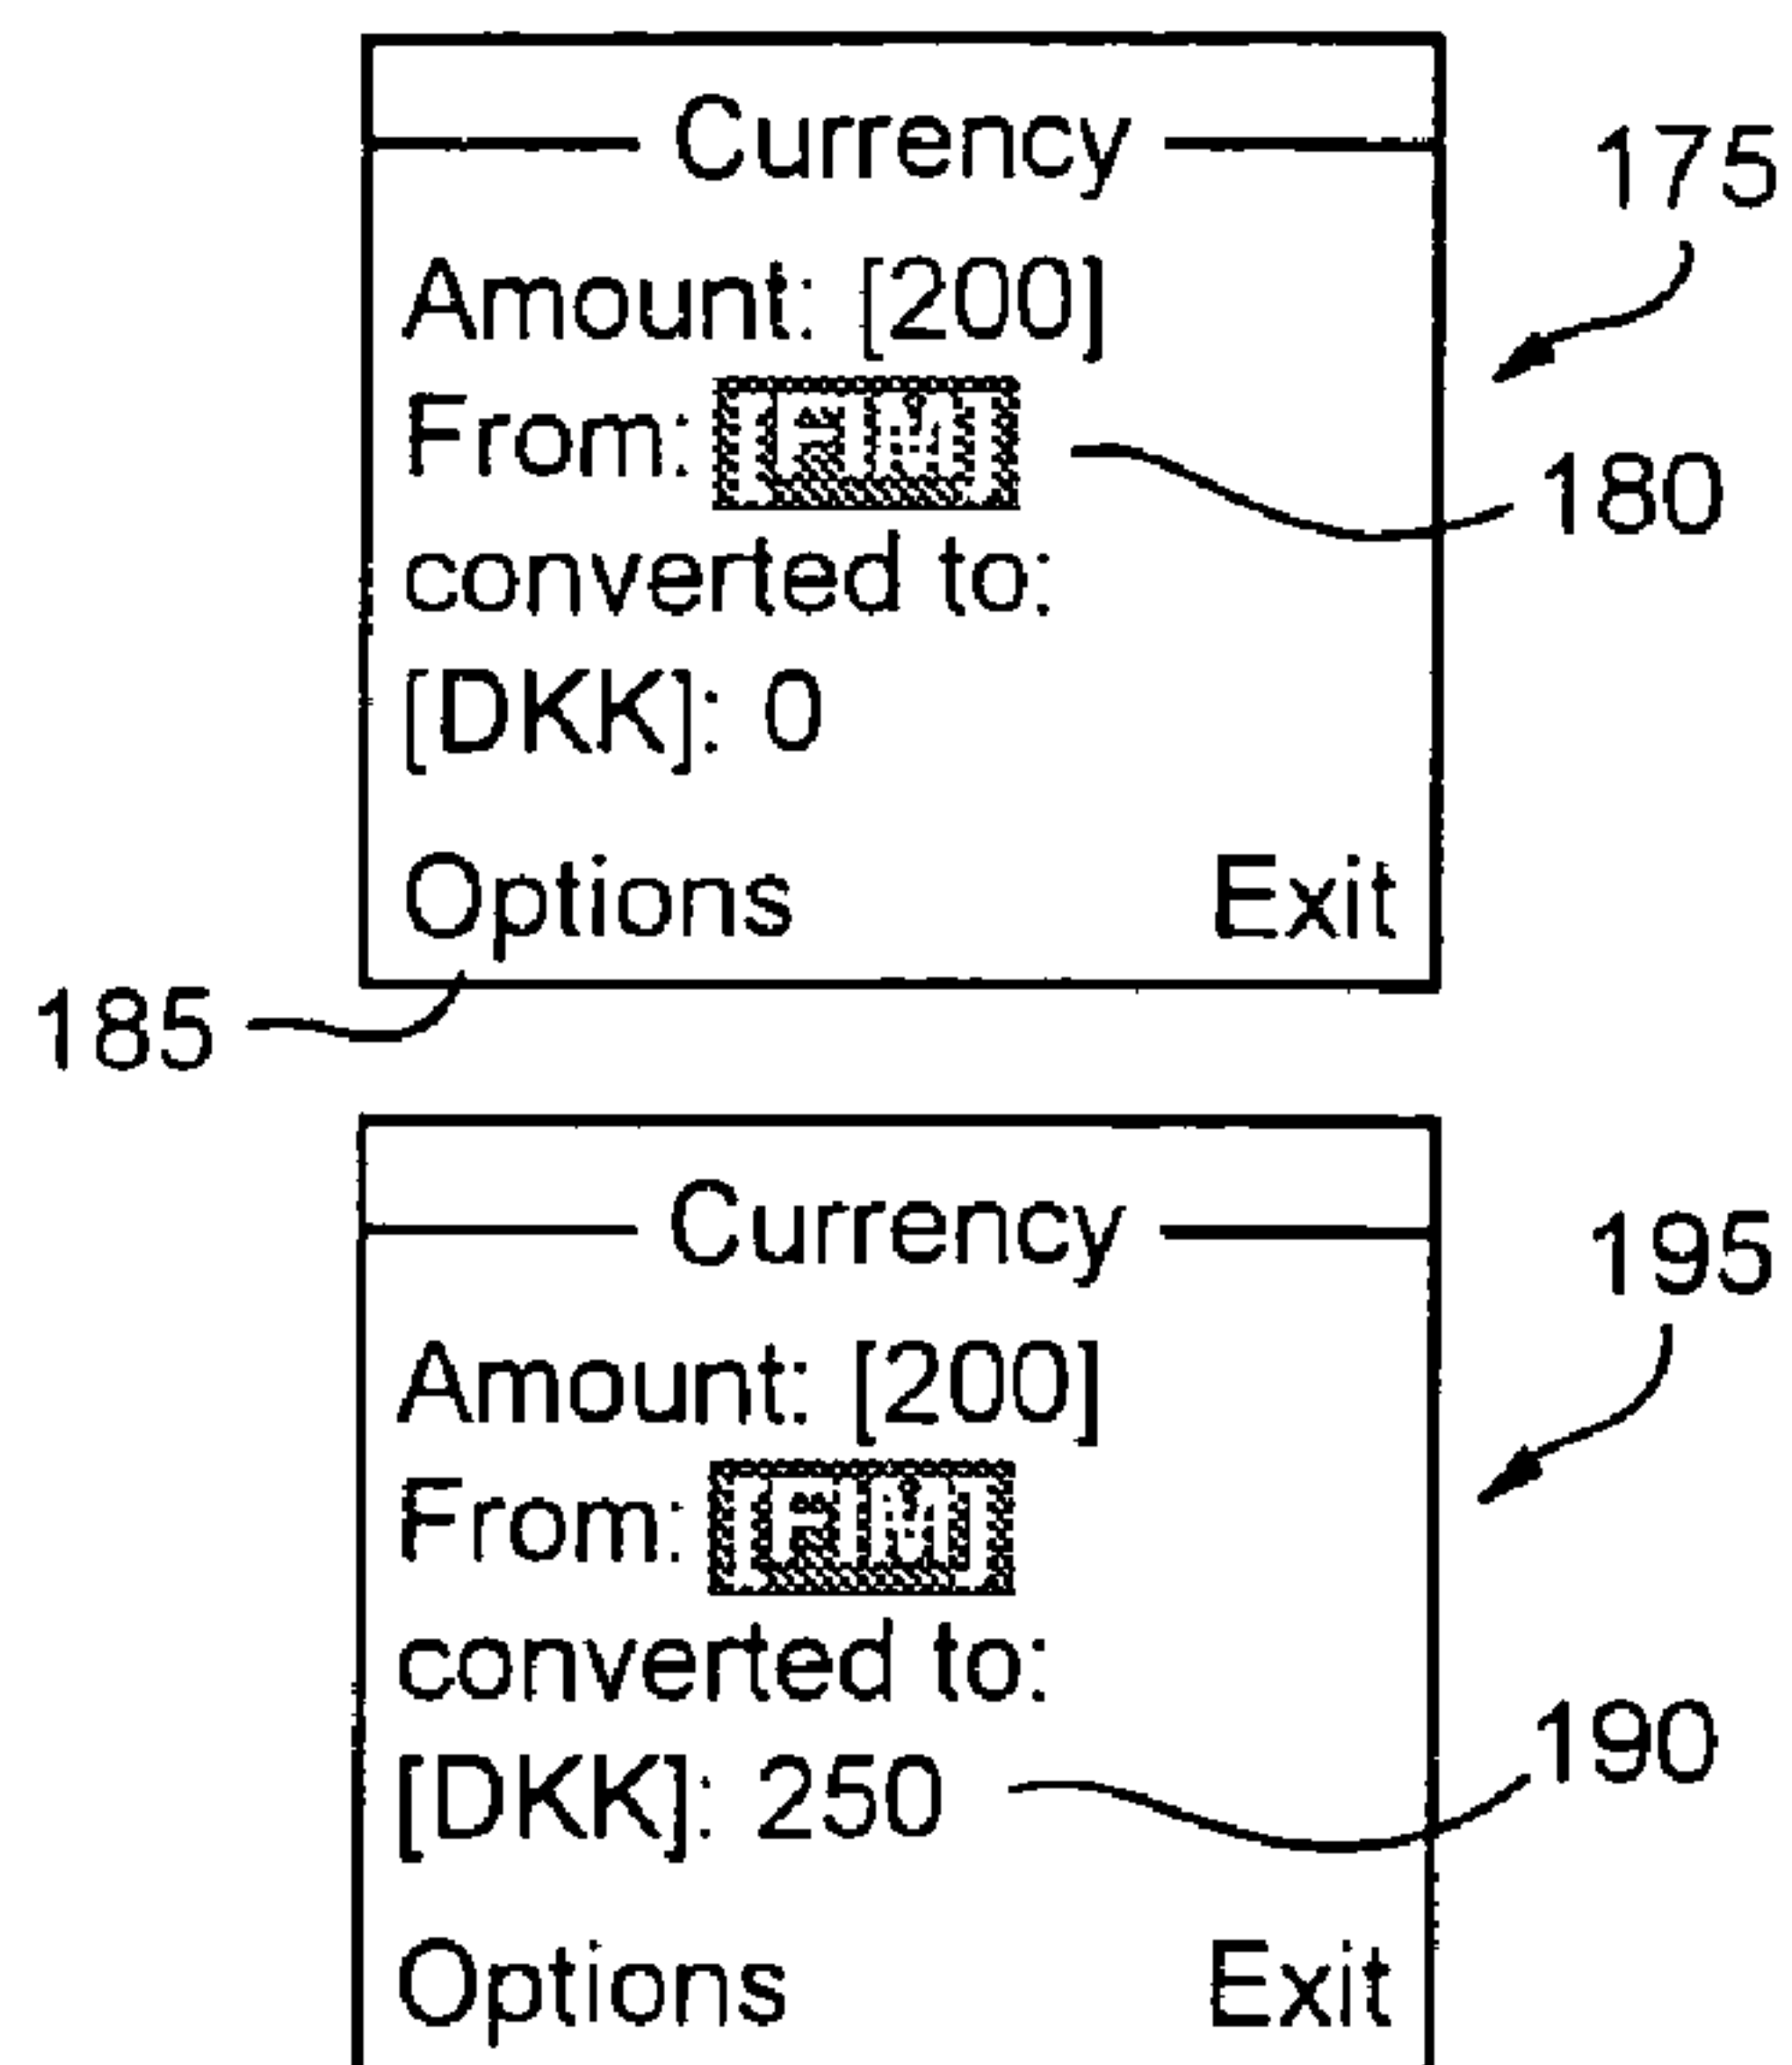 Currency
175
Amount: [200]
From:
180
converted to:
[DKK]: 0
Options Exit
185
Currency
195
Amount: [200]
From:
converted to:
190
[DKK]: 250
Options Exit